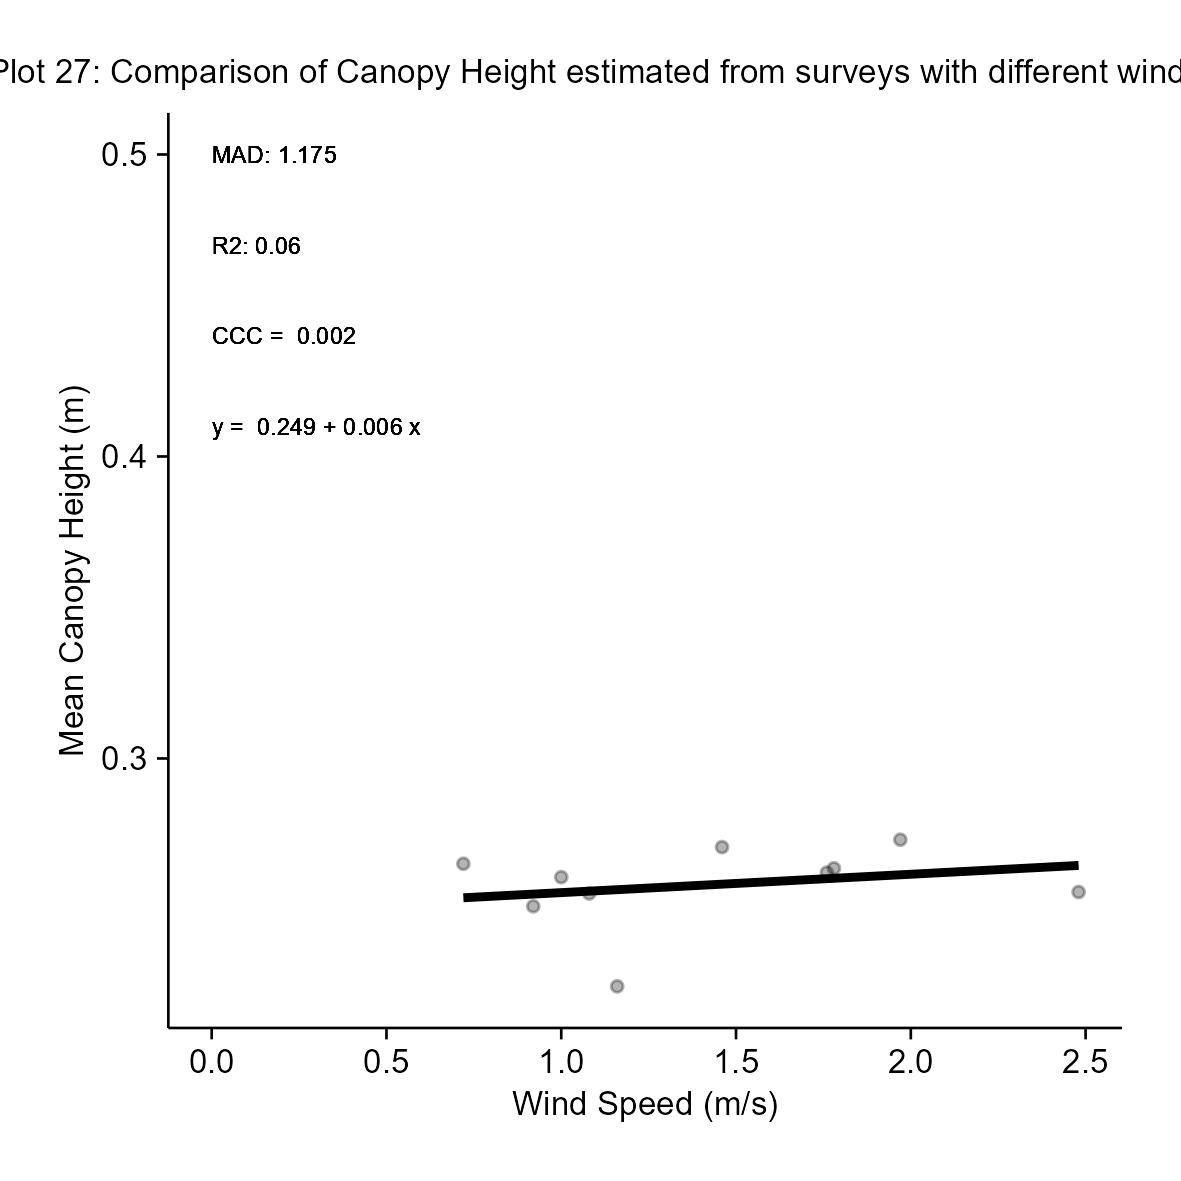 Plot 27: Comparison of Canopy Height estimated from surveys with different wind
0.5
MAD: 1.175
R2: 0.06
CCC =  0.002
y =  0.249 + 0.006 x
0.4
Mean Canopy Height (m)
0.3
0.0 0.5 1.0 1.5 2.0 2.5
Wind Speed (m/s)